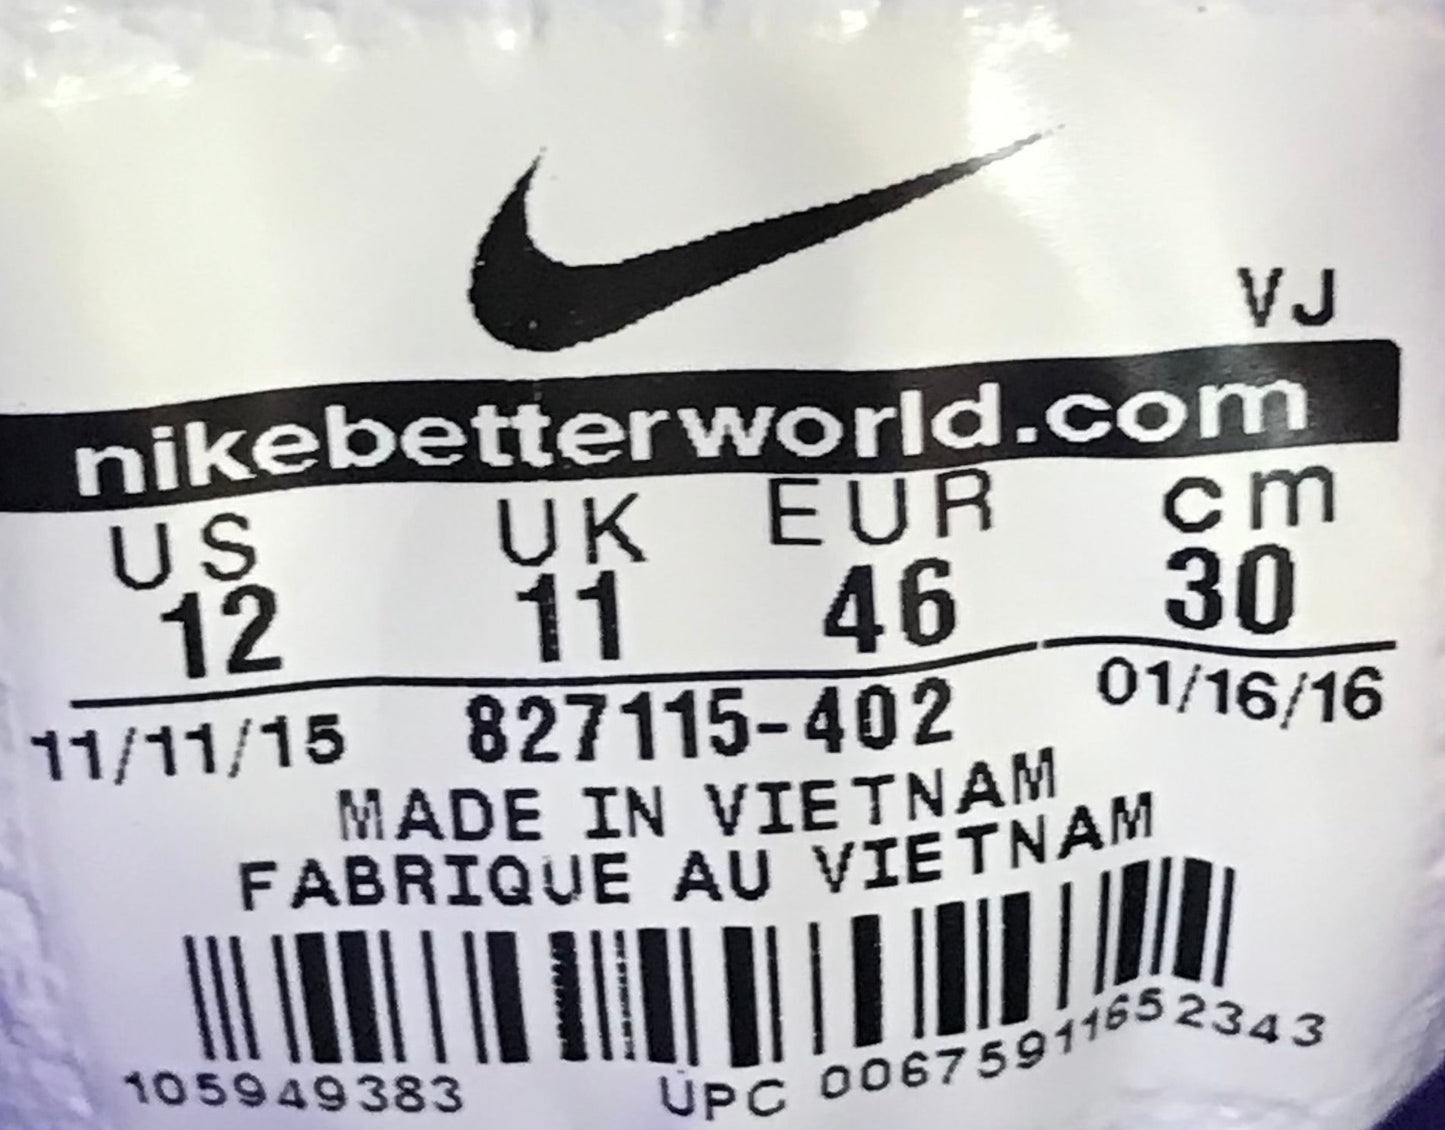 VJ
nikebetterworld.com
US UK EUR cm
12 11 46 30
11/11/15 827115-402 01/16/16
MADE IN VIETNAM
FABRIQUE AU VIETNAM
105949383 UPC 00675911652343